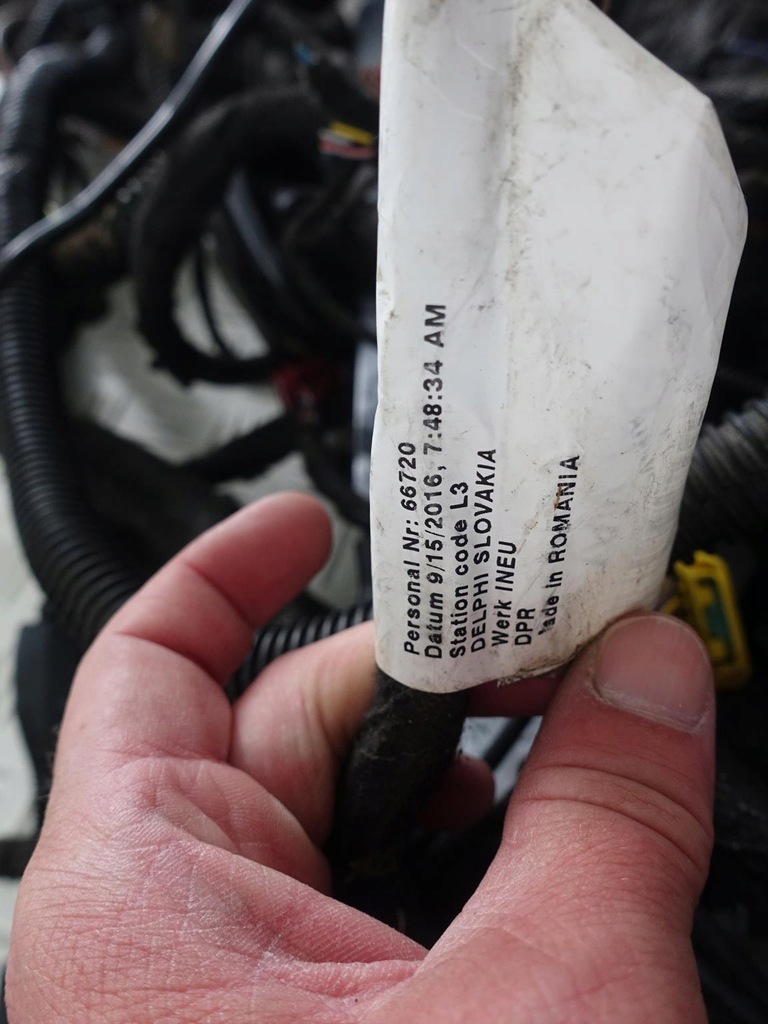 Personal Nr: 66720
Datum 9/15/2016, 7:48:34 AM
Station code L3
DELPHI SLOVAKIA
Werk INEU
DPR
ade in ROMANIA